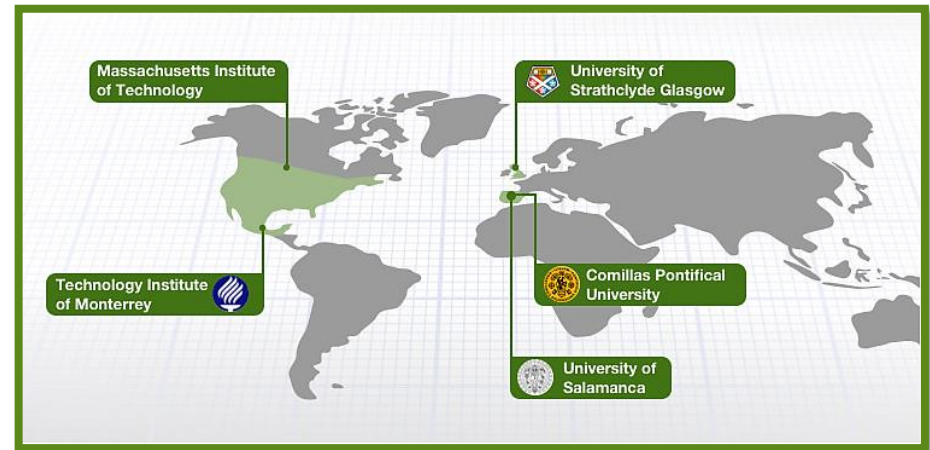 Massachusetts Institute
of Technology
University of
Strathclyde Glasgow
Technology Institute
of Monterrey
Comillas Pontifical
University
University of
Salamanca